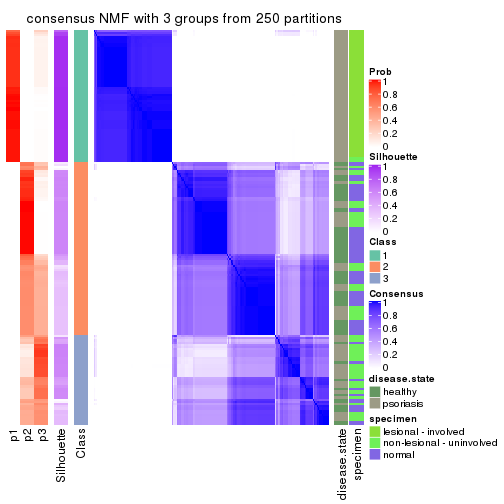 consensus NMF with 3 groups from 250 partitions
Prob
1
0.8
0.6
0.4
0.2
0
Silhouette
1
0.8
0.6
0.4
0.2
0
Class
1
2
3
Consensus
1
0.8
0.6
0.4
0.2
0
disease.state
healthy
psoriasis
specimen
lesional - involved
non-lesional - uninvolved
normal
p1
p2
p3
Silhouette
Class
disease.state
specimen